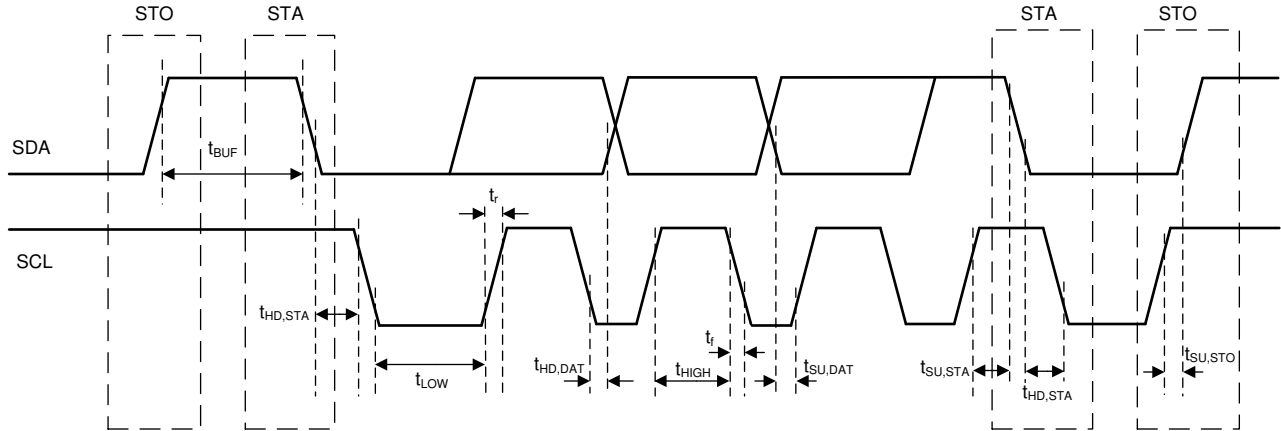 STO
STA
STA
STO
SDA
tBUF
tr
SCL
tHD,STA
tLOW
tHD,DAT
tHIGH
tf
tSU,DAT
tSU,STA
tHD,STA
tSU,STO